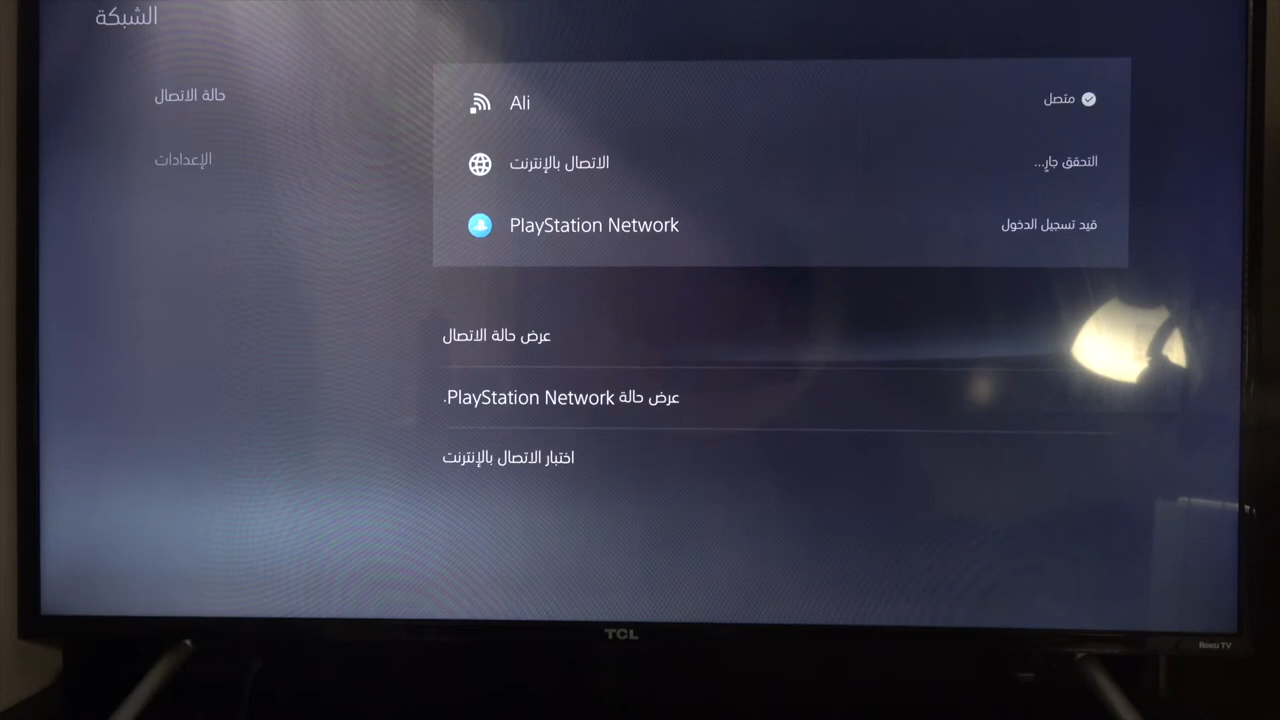 الشبكة
حالة الاتصال
الإعدادات
Ali
متصل
الاتصال بالإنترنت
التحقق جارٍ...
PlayStation Network
قيد تسجيل الدخول
عرض حالة الاتصال
عرض حالة PlayStation Network.
اختبار الاتصال بالإنترنت
TCL
Roku TV